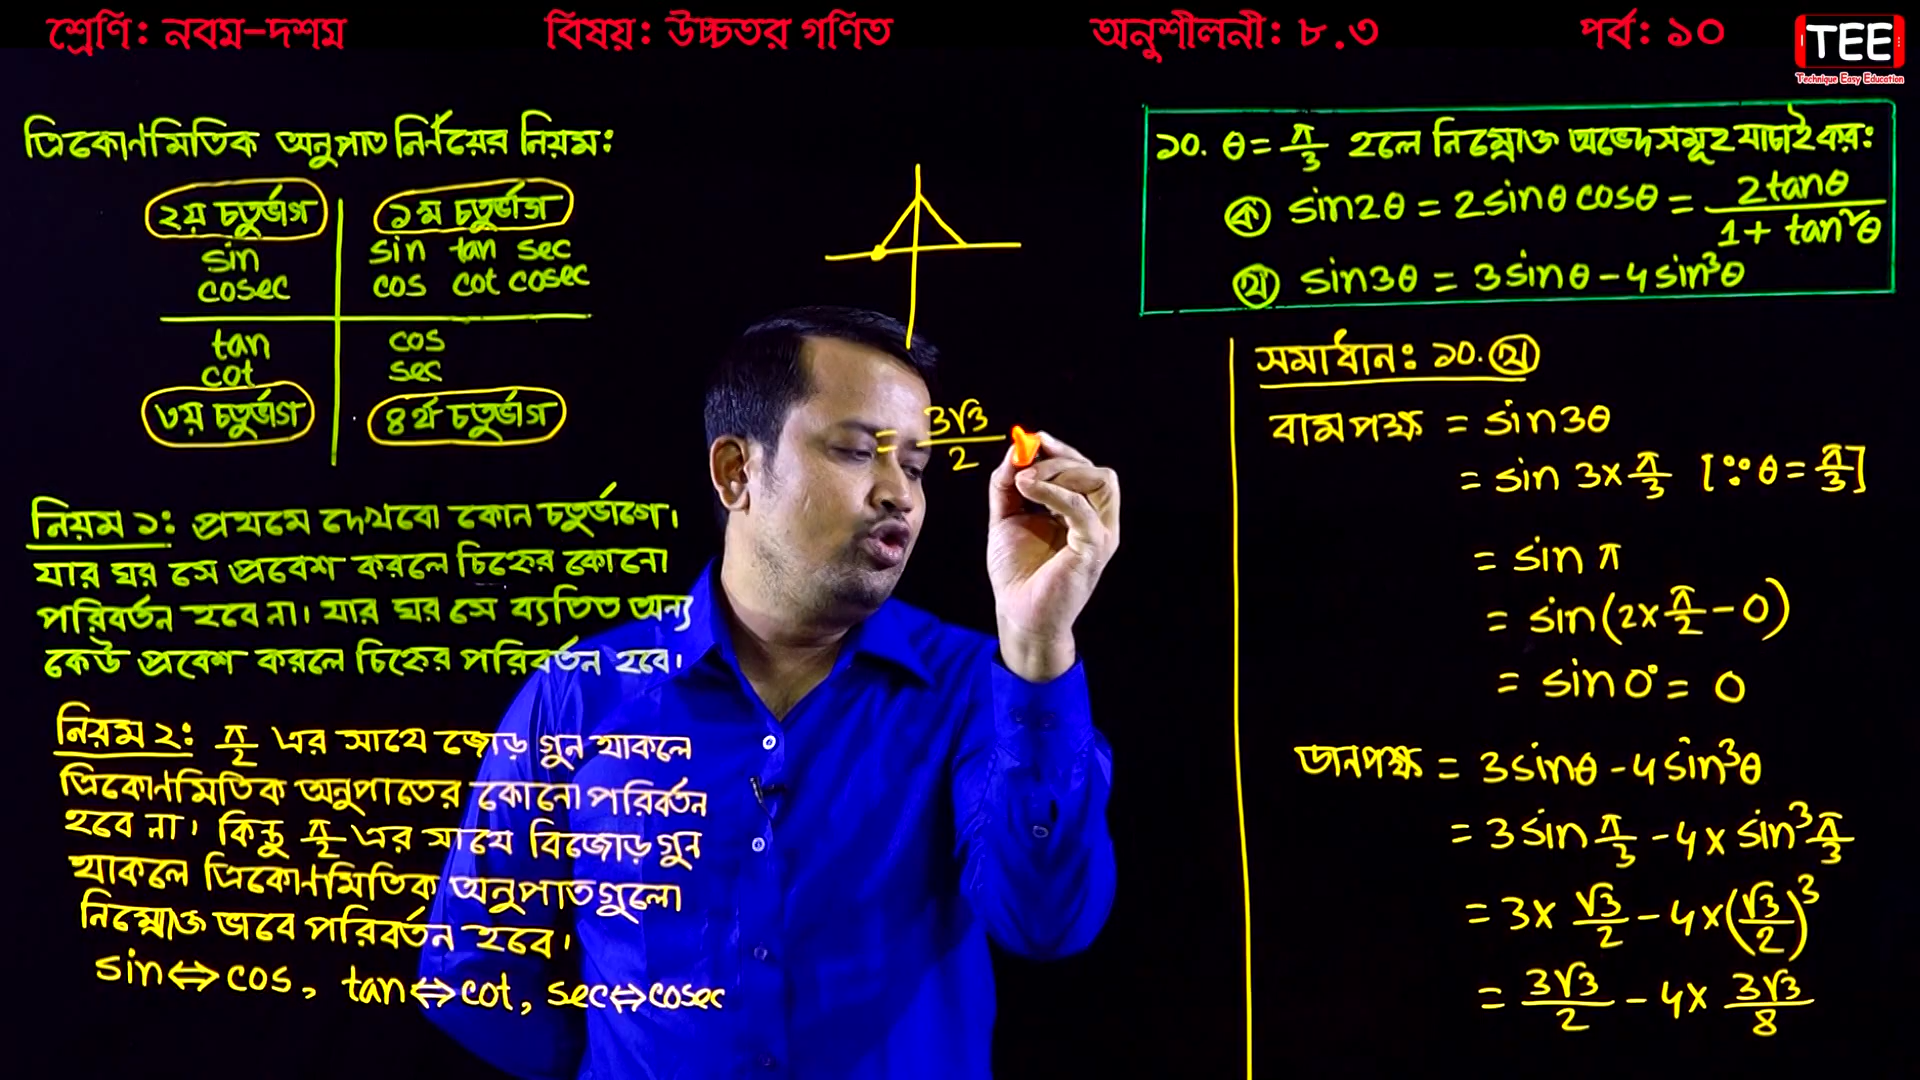 শ্রেণি: নবম-দশম
বিষয়: উচ্চতর গণিত
অনুশীলনী: ৮.৩
পর্ব: ১০
TEE
Technique Easy Education
ত্রিকোণমিতিক অনুপাত নির্ণয়ের নিয়ম:
২য় চতুর্ভাগ
১ম চতুর্ভাগ
sin
cosec
sin tan sec
cos cot cosec
tan
cot
cos
sec
৩য় চতুর্ভাগ
৪র্থ চতুর্ভাগ
নিয়ম ১: প্রথমে দেখবো কোন চতুর্ভাগে।
যার ঘর সে প্রবেশ করলে চিহ্নের কোনো
পরিবর্তন হবে না। যার ঘর সে ব্যতিত অন্য
কেউ প্রবেশ করলে চিহ্নের পরিবর্তন হবে।
নিয়ম ২: π/2 এর সাথে জোড় গুন থাকলে
ত্রিকোণমিতিক অনুপাতের কোনো পরিবর্তন
হবে না। কিন্তু π/2 এর সাথে বিজোড় গুন
থাকলে ত্রিকোণমিতিক অনুপাতগুলো
নিম্মোক্ত ভাবে পরিবর্তন হবে।
sin⇔cos, tan⇔cot, sec⇔cosec
= 3√3/2
১০. θ = π/3 হলে নিম্মোক্ত অভেদসমূহ যাচাই কর:
ক sin2θ = 2sinθ cosθ = 2tanθ/1+tan²θ
খ sin3θ = 3sinθ - 4sin³θ
সমাধান: ১০. খ
বামপক্ষ = sin3θ
= sin 3×π/3 [∵θ = π/3]
= sin π
= sin(2×π/2 - 0)
= sin0° = 0
ডানপক্ষ = 3sinθ - 4sin³θ
= 3sin π/3 - 4× sin³ π/3
= 3× √3/2 - 4×(√3/2)³
= 3√3/2 - 4× 3√3/8